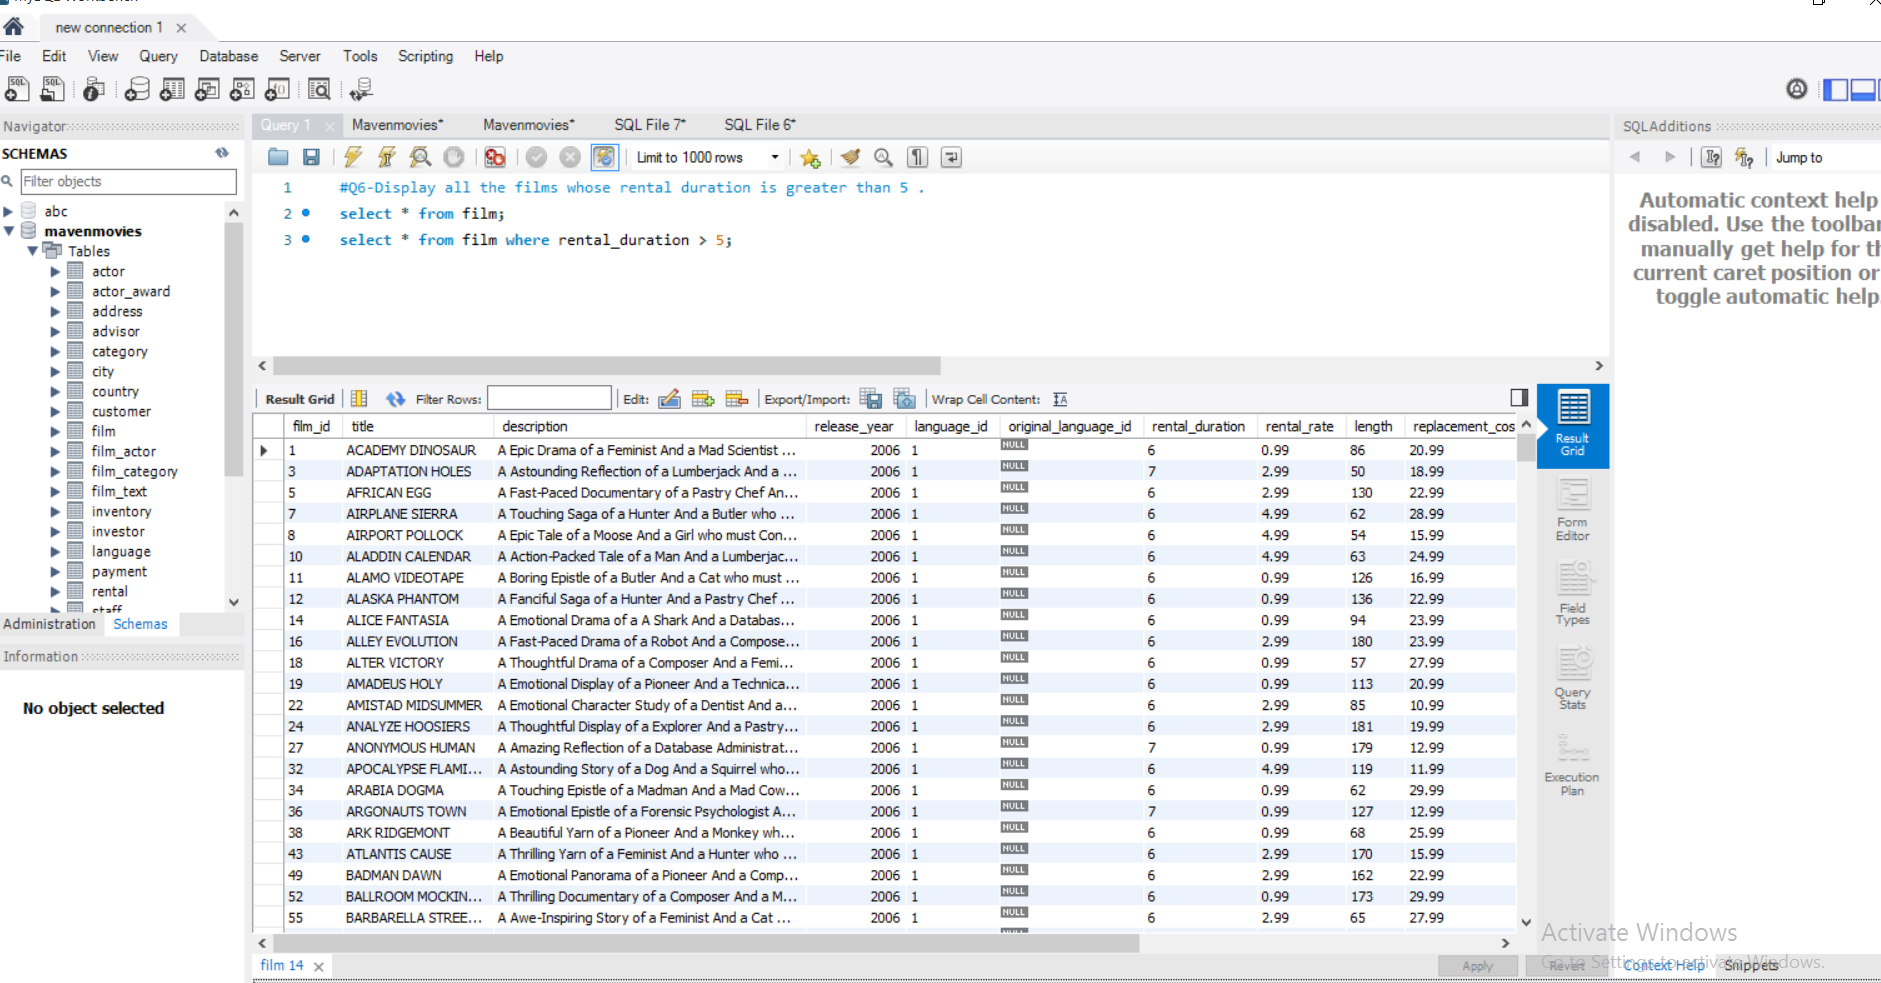 new connection 1
File Edit View Query Database Server Tools Scripting Help
Navigator
SCHEMAS
Filter objects
abc
mavenmovies
Tables
actor
actor_award
address
advisor
category
city
country
customer
film
film_actor
film_category
film_text
inventory
investor
language
payment
rental
staff
Administration Schemas
Information
No object selected
Query 1 Mavenmovies* Mavenmovies* SQL File 7* SQL File 6*
Limit to 1000 rows
1 #Q6-Display all the films whose rental duration is greater than 5 .
2 select * from film;
3 select * from film where rental_duration > 5;
Result Grid Filter Rows: Edit: Export/Import: Wrap Cell Content:
film_id title description release_year language_id original_language_id rental_duration rental_rate length replacement_cos
1 ACADEMY DINOSAUR A Epic Drama of a Feminist And a Mad Scientist ... 2006 1 NULL 6 0.99 86 20.99
3 ADAPTATION HOLES A Astounding Reflection of a Lumberjack And a ... 2006 1 NULL 7 2.99 50 18.99
5 AFRICAN EGG A Fast-Paced Documentary of a Pastry Chef An... 2006 1 NULL 6 2.99 130 22.99
7 AIRPLANE SIERRA A Touching Saga of a Hunter And a Butler who ... 2006 1 NULL 6 4.99 62 28.99
8 AIRPORT POLLOCK A Epic Tale of a Moose And a Girl who must Con... 2006 1 NULL 6 4.99 54 15.99
10 ALADDIN CALENDAR A Action-Packed Tale of a Man And a Lumberjac... 2006 1 NULL 6 4.99 63 24.99
11 ALAMO VIDEOTAPE A Boring Epistle of a Butler And a Cat who must ... 2006 1 NULL 6 0.99 126 16.99
12 ALASKA PHANTOM A Fanciful Saga of a Hunter And a Pastry Chef ... 2006 1 NULL 6 0.99 136 22.99
14 ALICE FANTASIA A Emotional Drama of a A Shark And a Databas... 2006 1 NULL 6 0.99 94 23.99
16 ALLEY EVOLUTION A Fast-Paced Drama of a Robot And a Compose... 2006 1 NULL 6 2.99 180 23.99
18 ALTER VICTORY A Thoughtful Drama of a Composer And a Femi... 2006 1 NULL 6 0.99 57 27.99
19 AMADEUS HOLY A Emotional Display of a Pioneer And a Technica... 2006 1 NULL 6 0.99 113 20.99
22 AMISTAD MIDSUMMER A Emotional Character Study of a Dentist And a... 2006 1 NULL 6 2.99 85 10.99
24 ANALYZE HOOSIERS A Thoughtful Display of a Explorer And a Pastry... 2006 1 NULL 6 2.99 181 19.99
27 ANONYMOUS HUMAN A Amazing Reflection of a Database Administrat... 2006 1 NULL 7 0.99 179 12.99
32 APOCALYPSE FLAMI... A Astounding Story of a Dog And a Squirrel who... 2006 1 NULL 6 4.99 119 11.99
34 ARABIA DOGMA A Touching Epistle of a Madman And a Mad Cow... 2006 1 NULL 6 0.99 62 29.99
36 ARGONAUTS TOWN A Emotional Epistle of a Forensic Psychologist A... 2006 1 NULL 7 0.99 127 12.99
38 ARK RIDGEMONT A Beautiful Yarn of a Pioneer And a Monkey wh... 2006 1 NULL 6 0.99 68 25.99
43 ATLANTIS CAUSE A Thrilling Yarn of a Feminist And a Hunter who ... 2006 1 NULL 6 2.99 170 15.99
49 BADMAN DAWN A Emotional Panorama of a Pioneer And a Comp... 2006 1 NULL 6 2.99 162 22.99
52 BALLROOM MOCKIN... A Thrilling Documentary of a Composer And a M... 2006 1 NULL 6 0.99 173 29.99
55 BARBARELLA STREE... A Awe-Inspiring Story of a Feminist And a Cat ... 2006 1 NULL 6 2.99 65 27.99
film 14
Apply Revert
Result
Grid
Form
Editor
Field
Types
Query
Stats
Execution
Plan
SQLAdditions
Jump to
Automatic context help
disabled. Use the toolbar
manually get help for th
current caret position or
toggle automatic help.
Activate Windows
Go to Settings to activate Windows.
Context Help Snippets